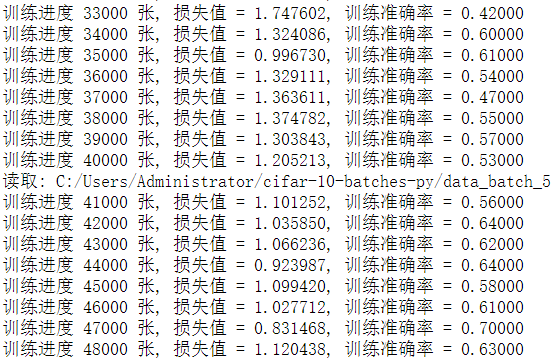 训练进度 33000 张, 损失值 = 1.747602, 训练准确率 = 0.42000
训练进度 34000 张, 损失值 = 1.324086, 训练准确率 = 0.60000
训练进度 35000 张, 损失值 = 0.996730, 训练准确率 = 0.61000
训练进度 36000 张, 损失值 = 1.329111, 训练准确率 = 0.54000
训练进度 37000 张, 损失值 = 1.363611, 训练准确率 = 0.47000
训练进度 38000 张, 损失值 = 1.374782, 训练准确率 = 0.55000
训练进度 39000 张, 损失值 = 1.303843, 训练准确率 = 0.57000
训练进度 40000 张, 损失值 = 1.205213, 训练准确率 = 0.53000
读取: C:/Users/Administrator/cifar-10-batches-py/data_batch_5
训练进度 41000 张, 损失值 = 1.101252, 训练准确率 = 0.56000
训练进度 42000 张, 损失值 = 1.035850, 训练准确率 = 0.64000
训练进度 43000 张, 损失值 = 1.066236, 训练准确率 = 0.62000
训练进度 44000 张, 损失值 = 0.923987, 训练准确率 = 0.64000
训练进度 45000 张, 损失值 = 1.099420, 训练准确率 = 0.58000
训练进度 46000 张, 损失值 = 1.027712, 训练准确率 = 0.61000
训练进度 47000 张, 损失值 = 0.831468, 训练准确率 = 0.70000
训练进度 48000 张, 损失值 = 1.120438, 训练准确率 = 0.63000